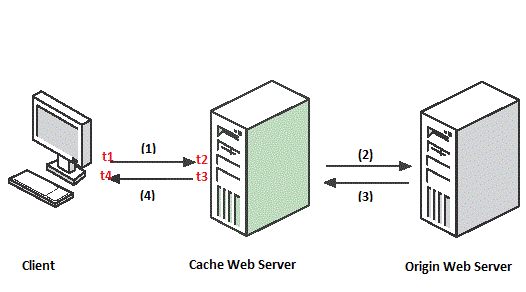 (1)
t1
t2
(2)
t4
t3
(4)
(3)
Client
Cache Web Server
Origin Web Server